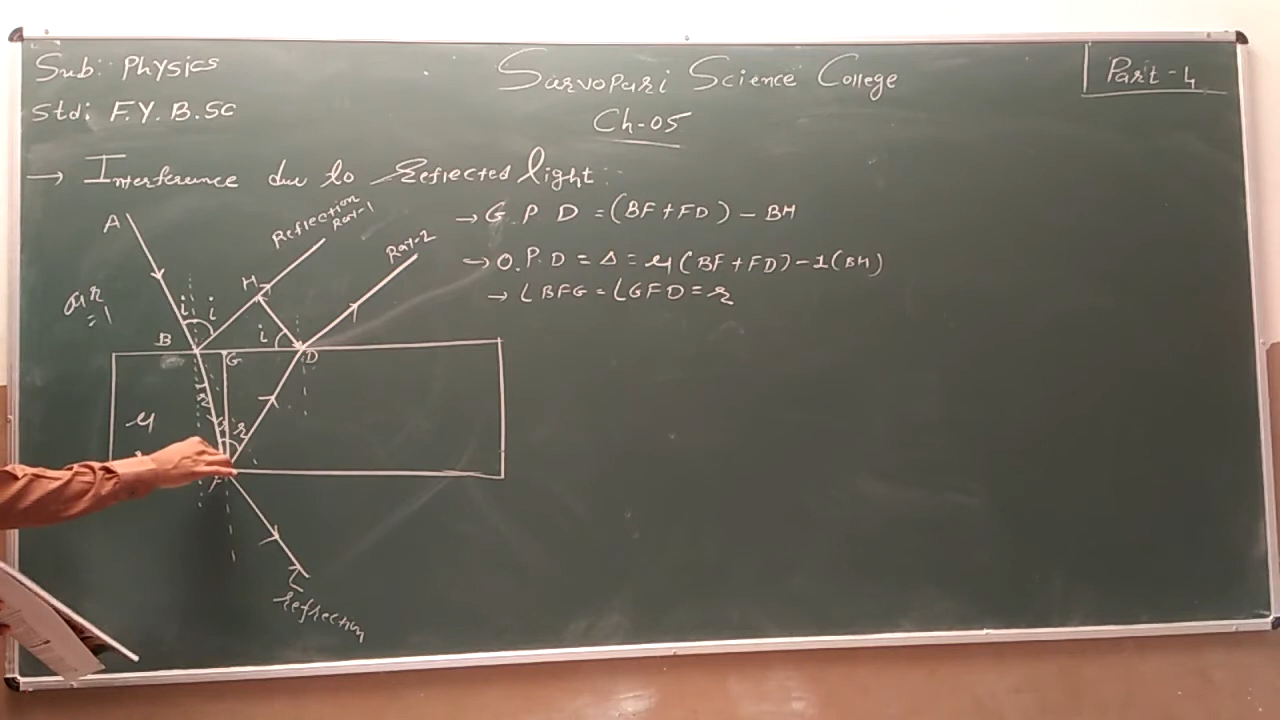 Sub: Physics
Sarvopari Science College
Part-4
Std: F.Y. B.SC
Ch-05
→ Interference due to Reflected light:-
A
Reflection
Ray-1
Ray-2
→ G.P.D = (BF+FD) - BH
→ O.P.D = Δ = μ(BF+FD) - 1(BH)
→ ∠BFG = ∠GFD = r
H
air
=1
i i
i
B
G
D
r
μ
r r
F
refrection